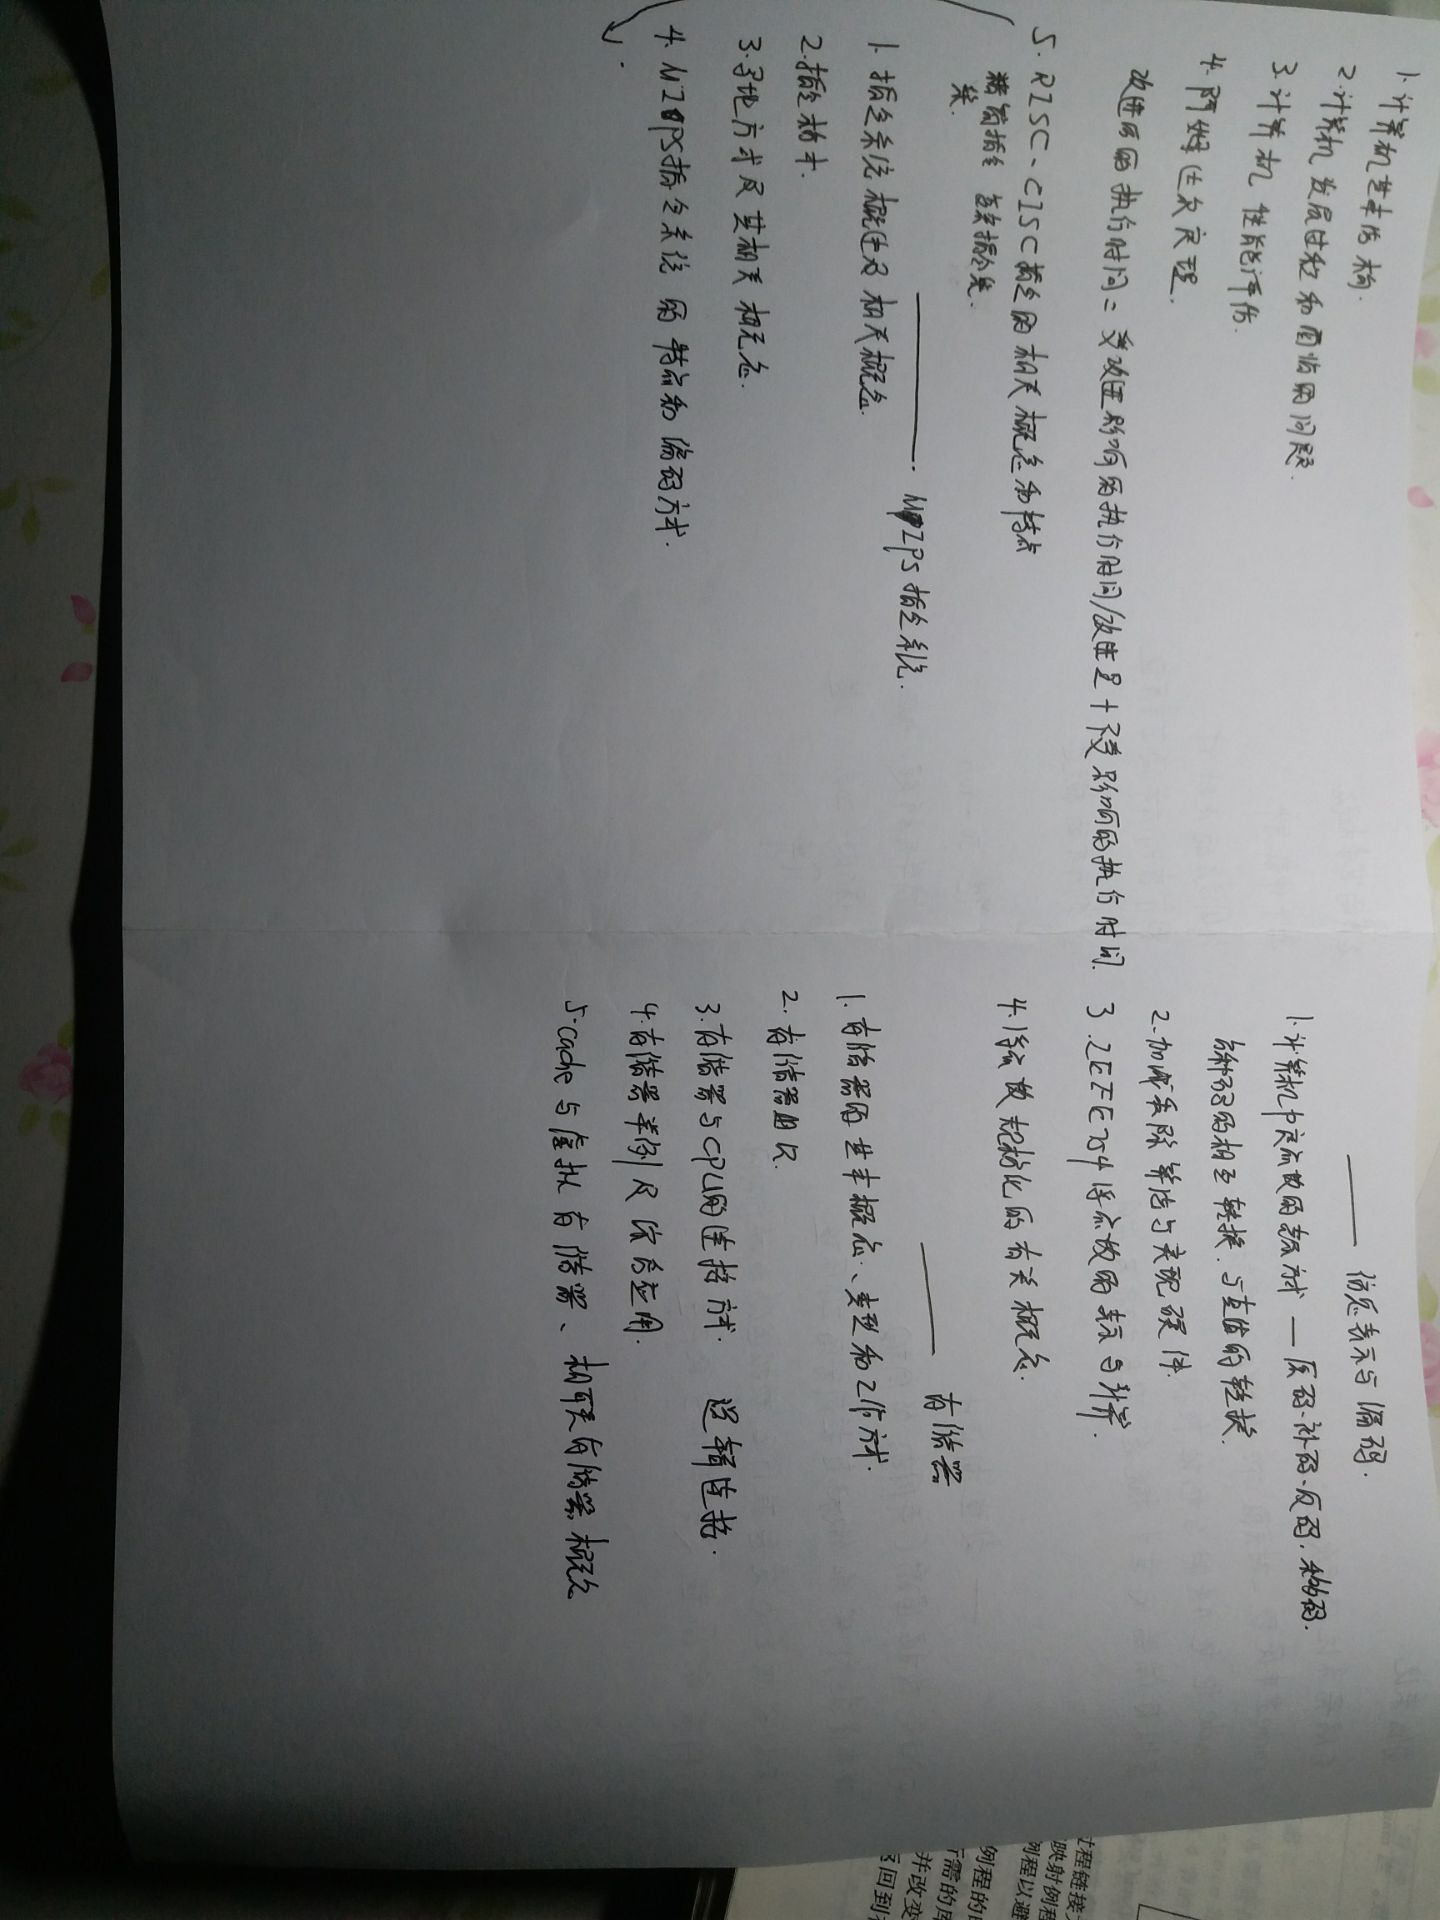 1. 计算机基本结构.
2. 计算机发展过程和面临的问题.
3. 计算机 性能评估.
4. 阿姆达尔定理.
改进后的执行时间 = 受改进影响的执行时间/改进量 + 不受影响的执行时间.
5. RISC、CISC指令的相关概念和特点
精简指令 复杂指令集.
集.
—— MIPS指令系统.
1. 指令系统概述及相关概念.
2. 指令格式.
3. 寻址方式及其相关概念.
4. MIPS指令系统的特点和编码方式.
—— 信息表示与编码.
1. 计算机中定点数的表示方式 — 原码、补码、反码、移码.
各种码的相互转换、与真值的转换.
2. 加减乘除算法与实现硬件.
3. IEEE754浮点数的表示与计算.
4. 浮点数规格化的有关概念.
—— 存储器
1. 存储器的基本概念、类型和工作方式.
2. 存储器组织.
3. 存储器与CPU的连接方式. 逻辑连接.
4. 存储器举例及综合应用.
5. cache与虚拟存储器、相联存储器概念
过程链接
映射例程
例程以避
例程的
所需的库
并改变
返回到